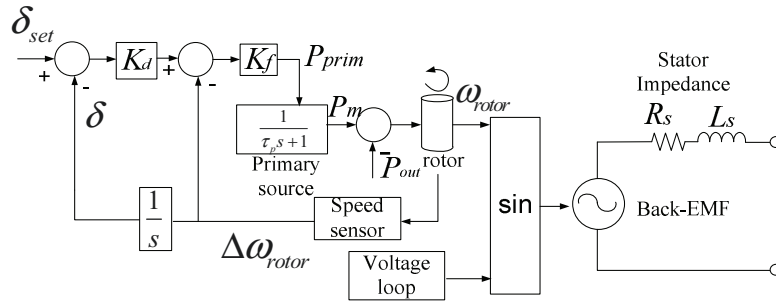 δset
+
-
Kd
+
-
Kf
Pprim
δ
1
τp s+1
Primary
source
Pm
-
Pout
rotor
ωrotor
1
s
Speed
sensor
Δωrotor
Voltage
loop
sin
Stator
Impedance
Rs
Ls
Back-EMF